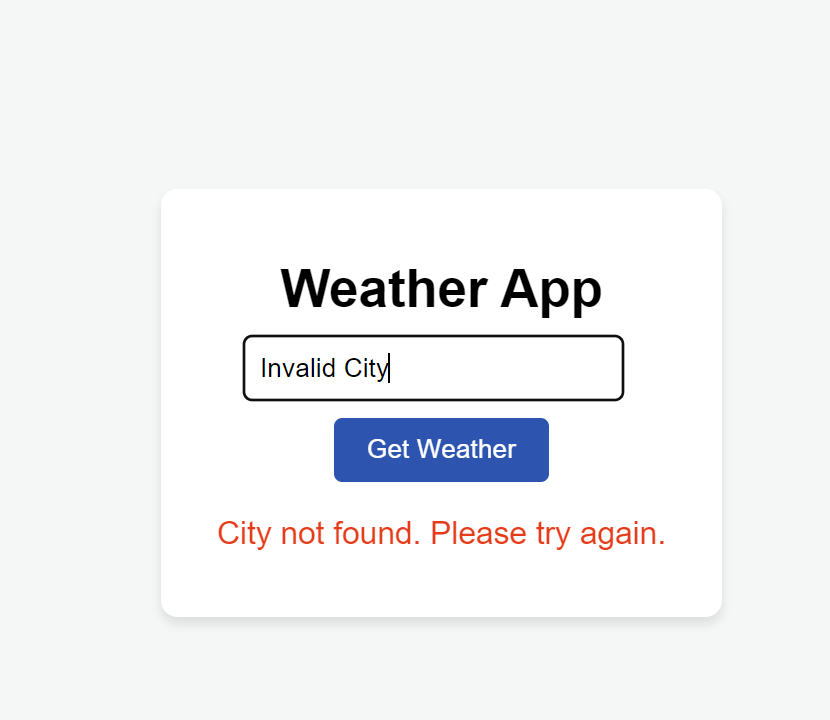 Weather App
Invalid City
Get Weather
City not found. Please try again.